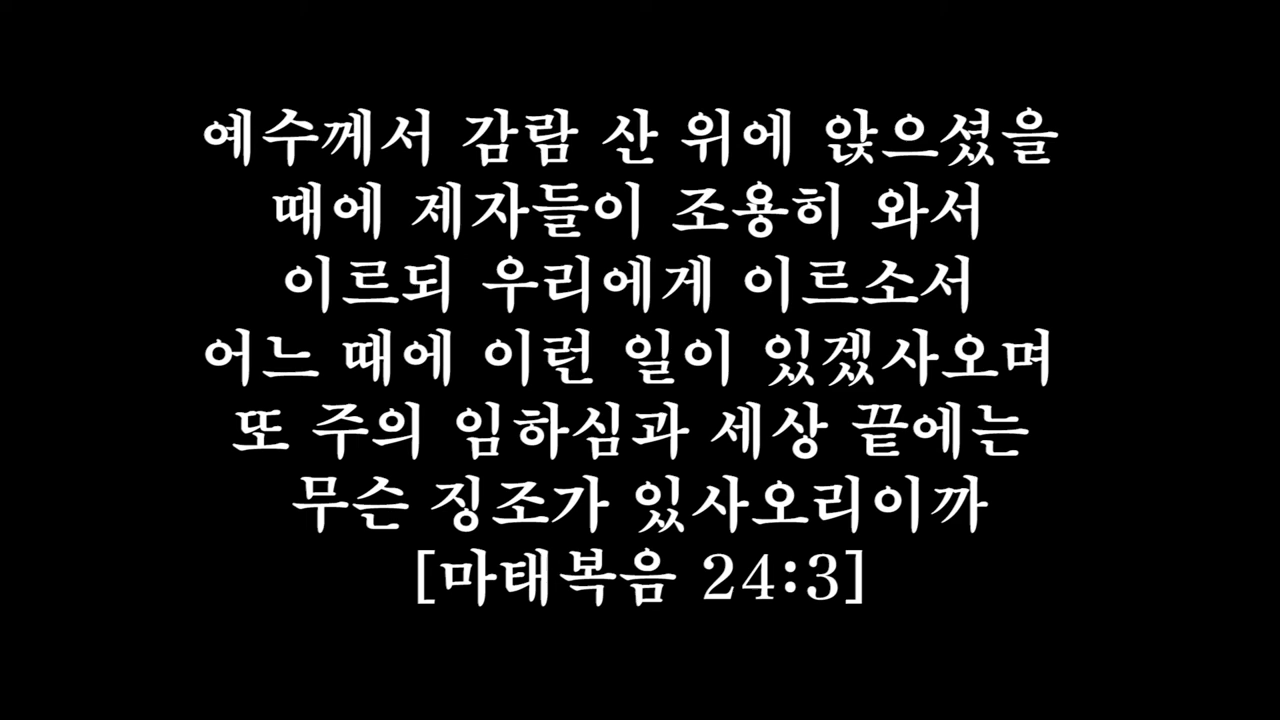 예수께서 감람 산 위에 앉으셨을
때에 제자들이 조용히 와서
이르되 우리에게 이르소서
어느 때에 이런 일이 있겠사오며
또 주의 임하심과 세상 끝에는
무슨 징조가 있사오리이까
[마태복음 24:3]